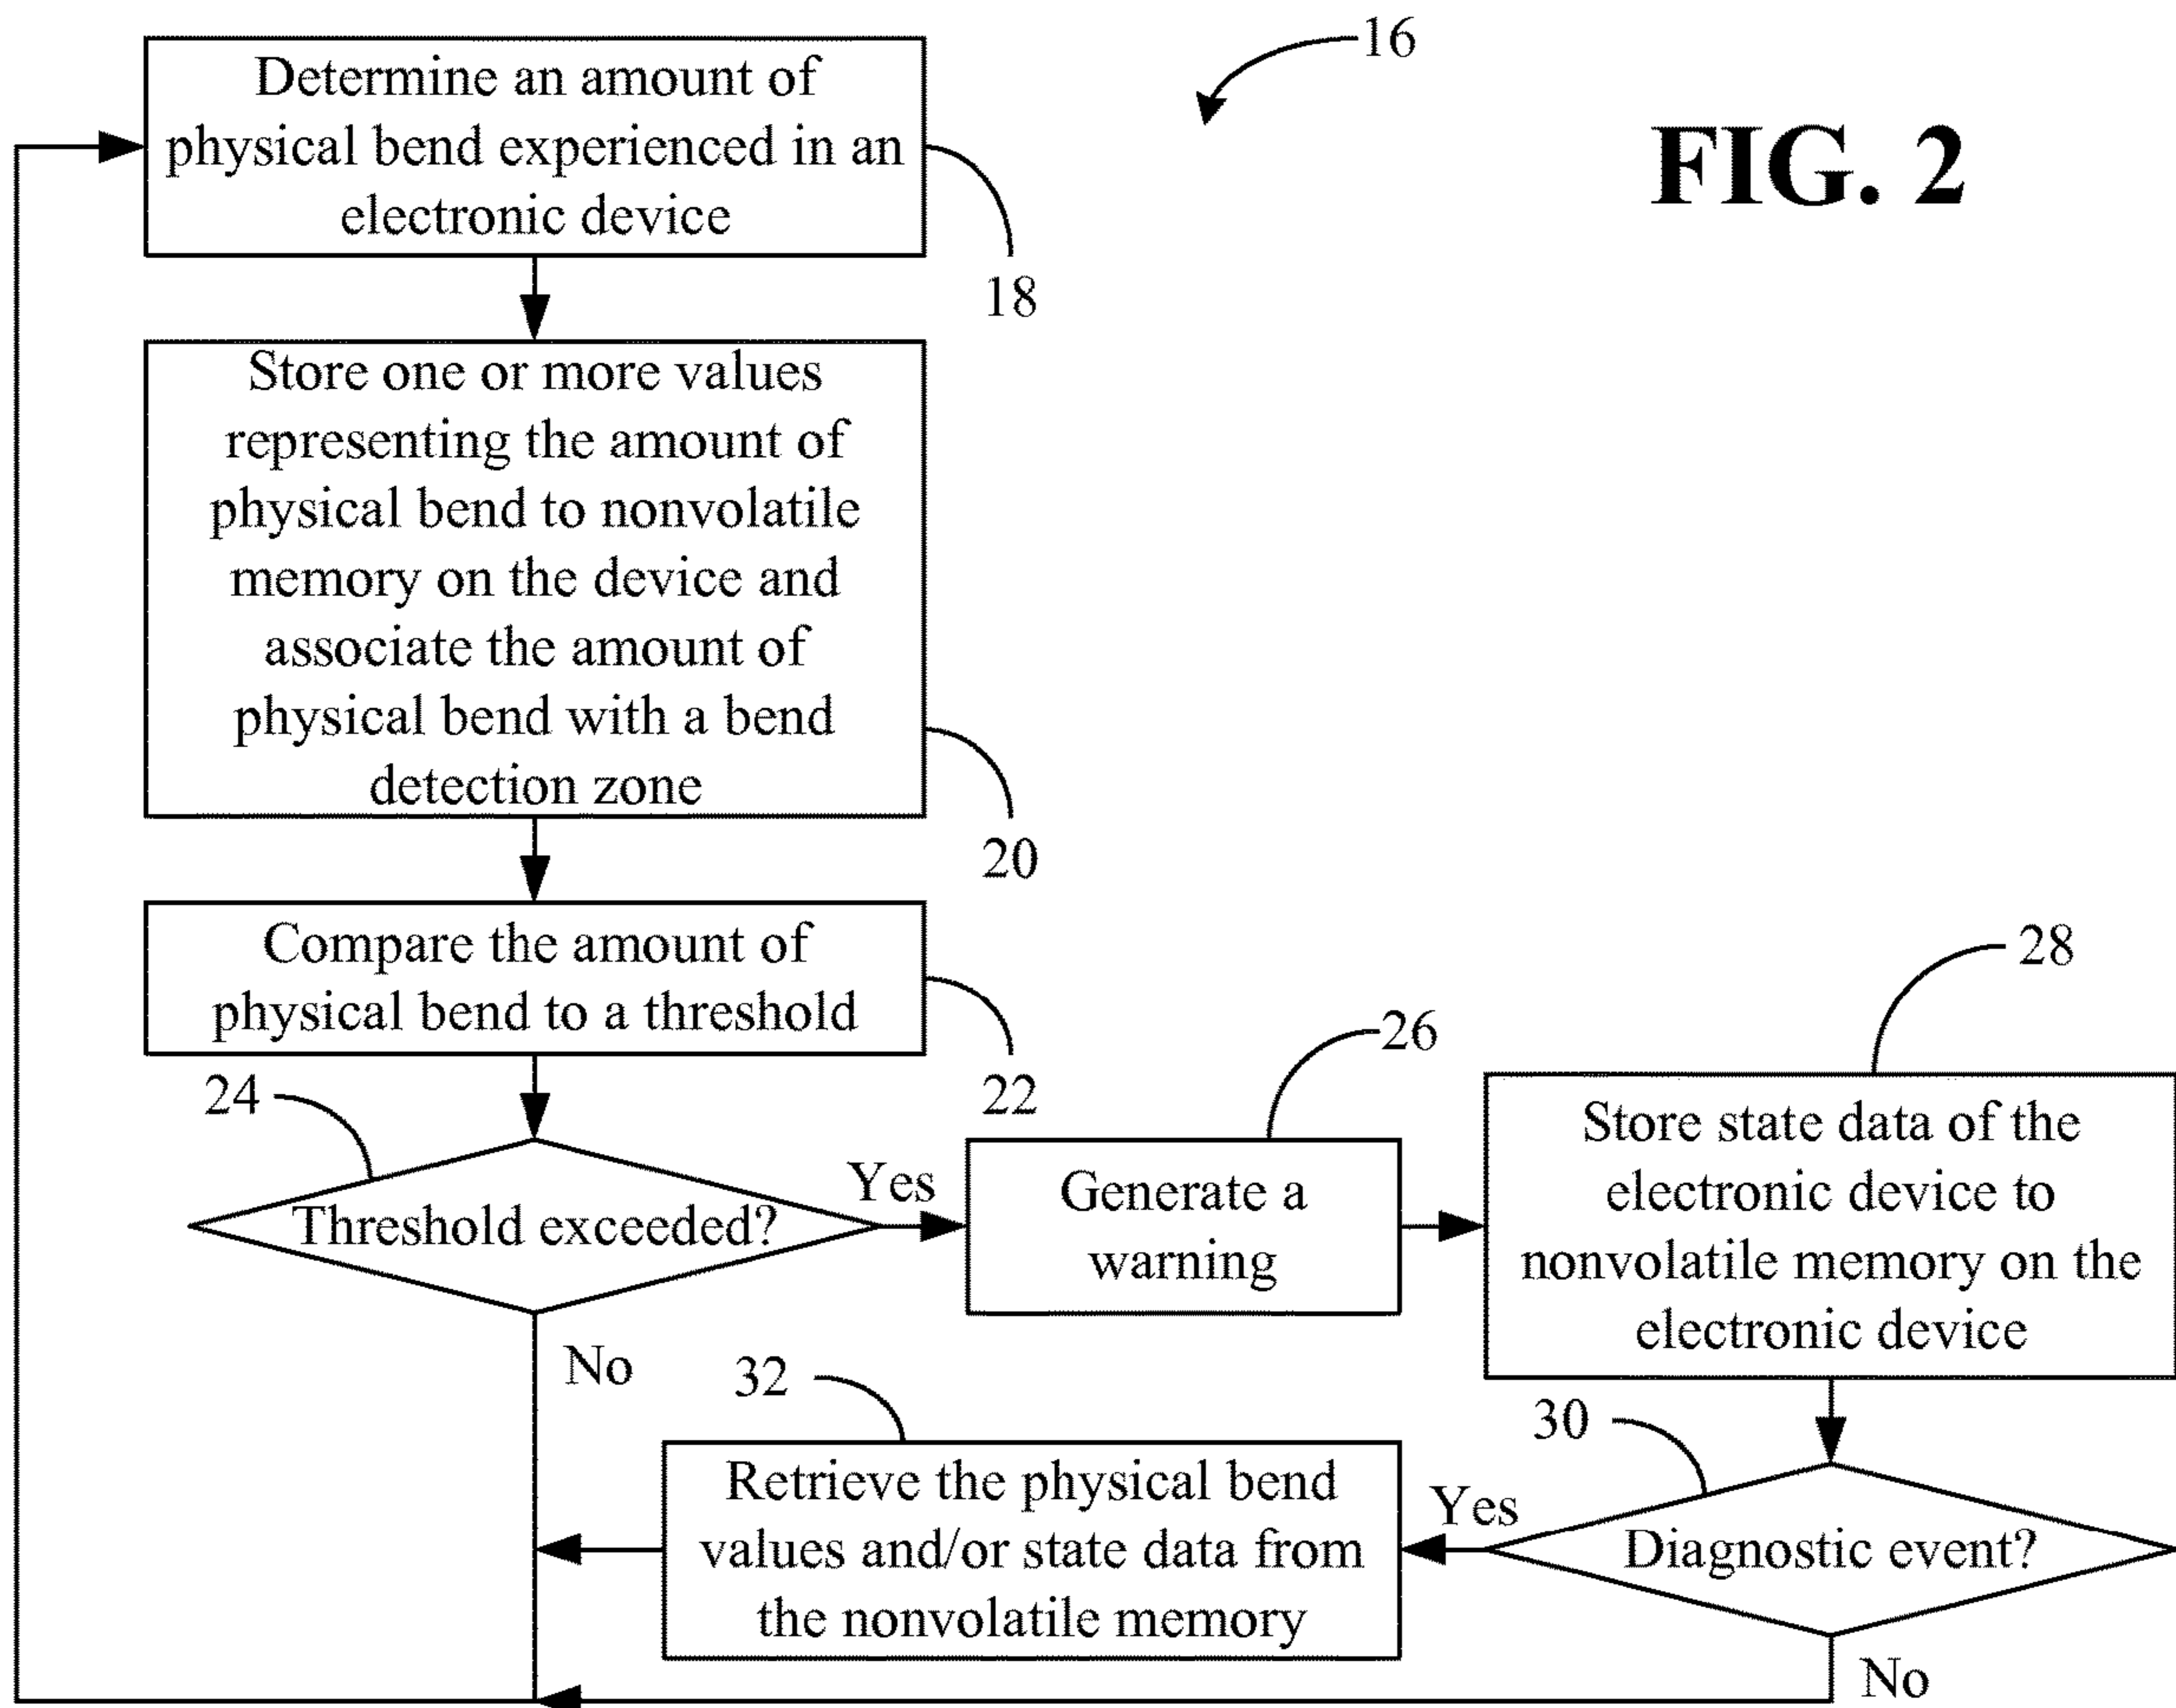 16
FIG. 2
Determine an amount of
physical bend experienced in an
electronic device
18
Store one or more values
representing the amount of
physical bend to nonvolatile
memory on the device and
associate the amount of
physical bend with a bend
detection zone
20
Compare the amount of
physical bend to a threshold
22
24
Threshold exceeded?
Yes
No
26
Generate a
warning
28
Store state data of the
electronic device to
nonvolatile memory on the
electronic device
30
Diagnostic event?
Yes
No
32
Retrieve the physical bend
values and/or state data from
the nonvolatile memory